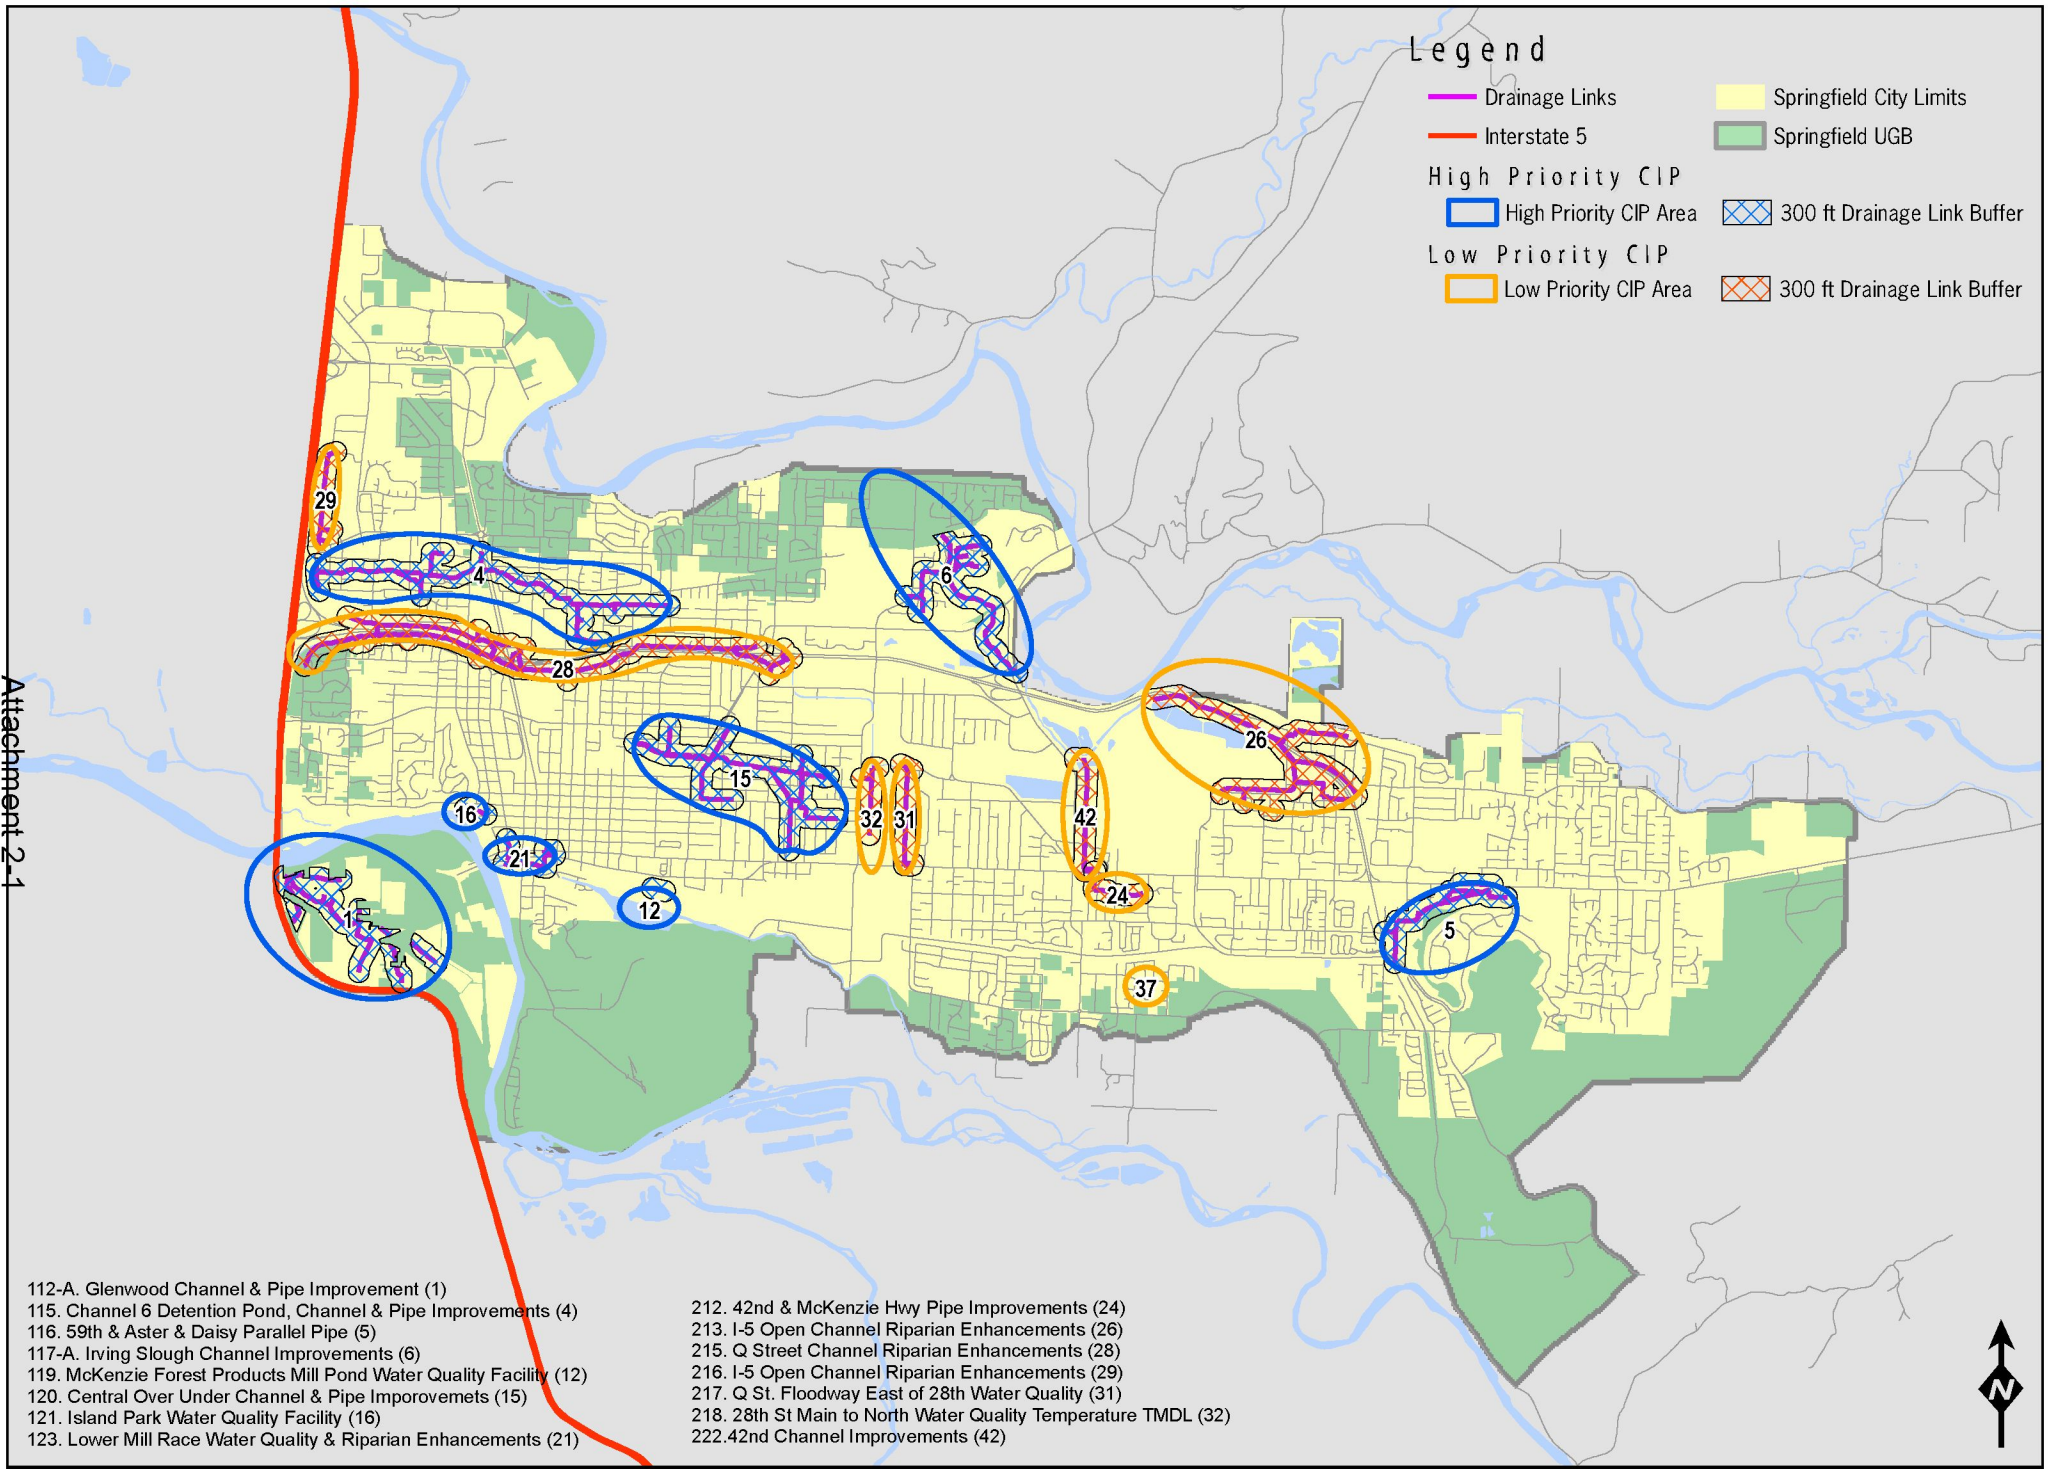 Legend
Drainage Links
Springfield City Limits
Interstate 5
Springfield UGB
High Priority CIP
High Priority CIP Area
300 ft Drainage Link Buffer
Low Priority CIP
Low Priority CIP Area
300 ft Drainage Link Buffer
29
4
6
28
26
15
16
32
31
42
21
24
12
1
5
37
Attachment 2-1
112-A. Glenwood Channel & Pipe Improvement (1)
115. Channel 6 Detention Pond, Channel & Pipe Improvements (4)
116. 59th & Aster & Daisy Parallel Pipe (5)
117-A. Irving Slough Channel Improvements (6)
119. McKenzie Forest Products Mill Pond Water Quality Facility (12)
120. Central Over Under Channel & Pipe Imporovemets (15)
121. Island Park Water Quality Facility (16)
123. Lower Mill Race Water Quality & Riparian Enhancements (21)
212. 42nd & McKenzie Hwy Pipe Improvements (24)
213. I-5 Open Channel Riparian Enhancements (26)
215. Q Street Channel Riparian Enhancements (28)
216. I-5 Open Channel Riparian Enhancements (29)
217. Q St. Floodway East of 28th Water Quality (31)
218. 28th St Main to North Water Quality Temperature TMDL (32)
222.42nd Channel Improvements (42)
N